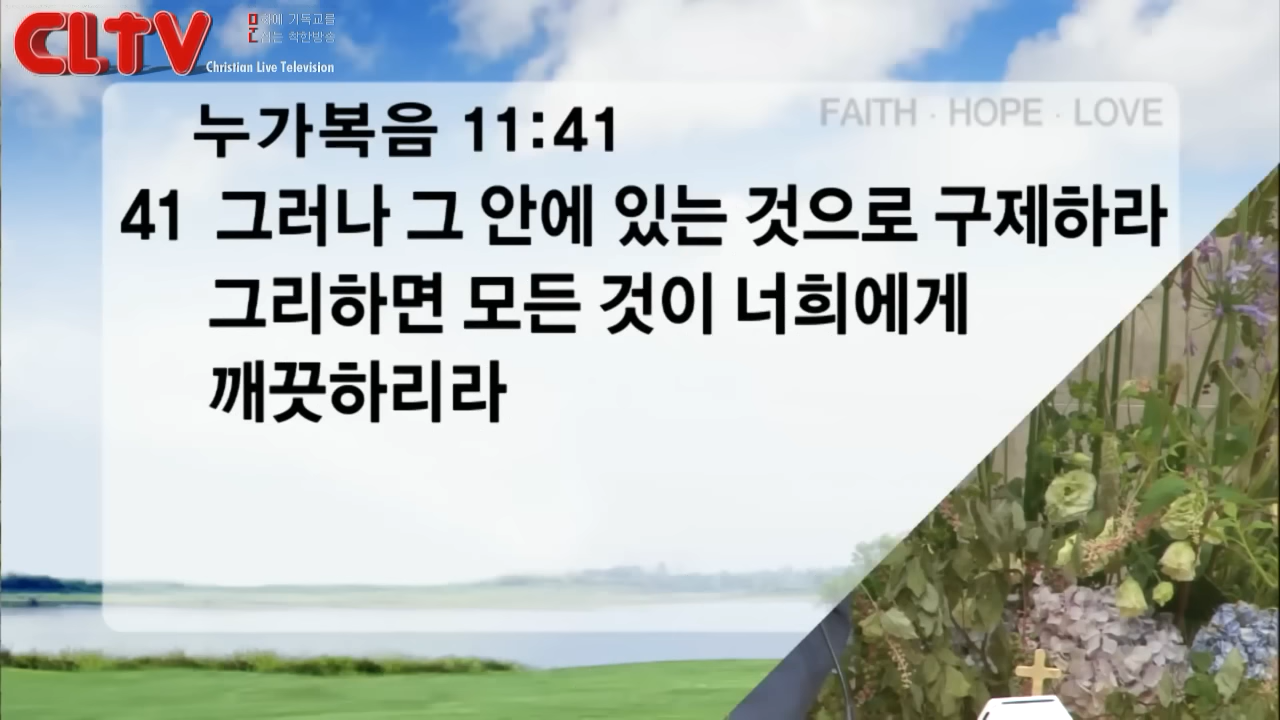 CLTV
Christian Live Television
FAITH · HOPE · LOVE
누가복음 11:41
41 그러나 그 안에 있는 것으로 구제하라
그리하면 모든 것이 너희에게
깨끗하리라